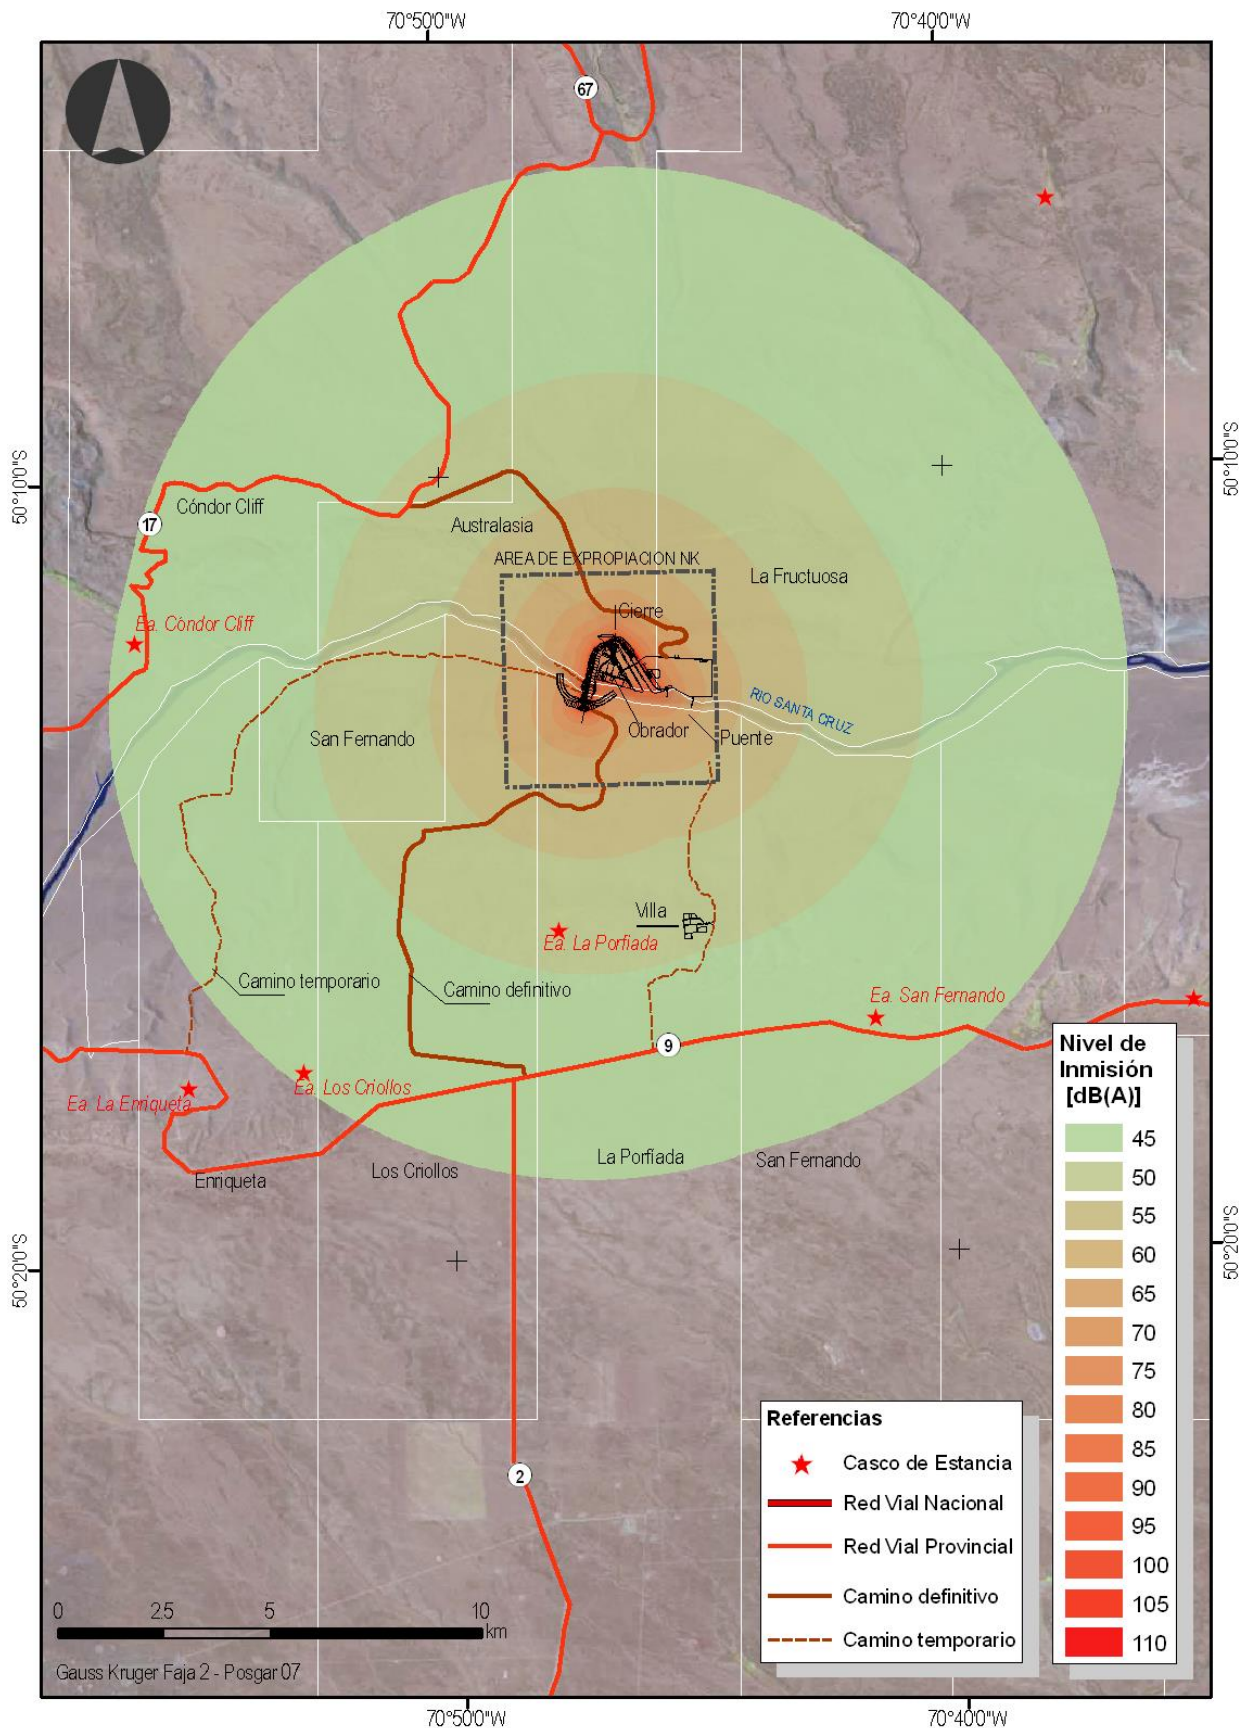 70°50'0"W
70°40'0"W
67
50°10'0"S
50°10'0"S
Cóndor Cliff
17
Australasia
AREA DE EXPROPIACION NK
La Fructuosa
Cierre
Ea. Cóndor Cliff
RIO SANTA CRUZ
San Fernando
Obrador
Puente
Villa
Ea. La Porfiada
Camino temporario
Camino definitivo
Ea. San Fernando
9
Ea. Los Criollos
Ea. La Enriqueta
La Porfíada
San Fernando
Los Criollos
Enriqueta
Nivel de
Inmisión
[dB(A)]
45
50
55
60
65
70
75
80
85
90
95
100
105
110
50°20'0"S
50°20'0"S
2
Referencias
Casco de Estancia
Red Vial Nacional
Red Vial Provincial
Camino definitivo
Camino temporario
0 2.5 5 10
km
Gauss Kruger Faja 2 - Posgar 07
70°50'0"W
70°40'0"W